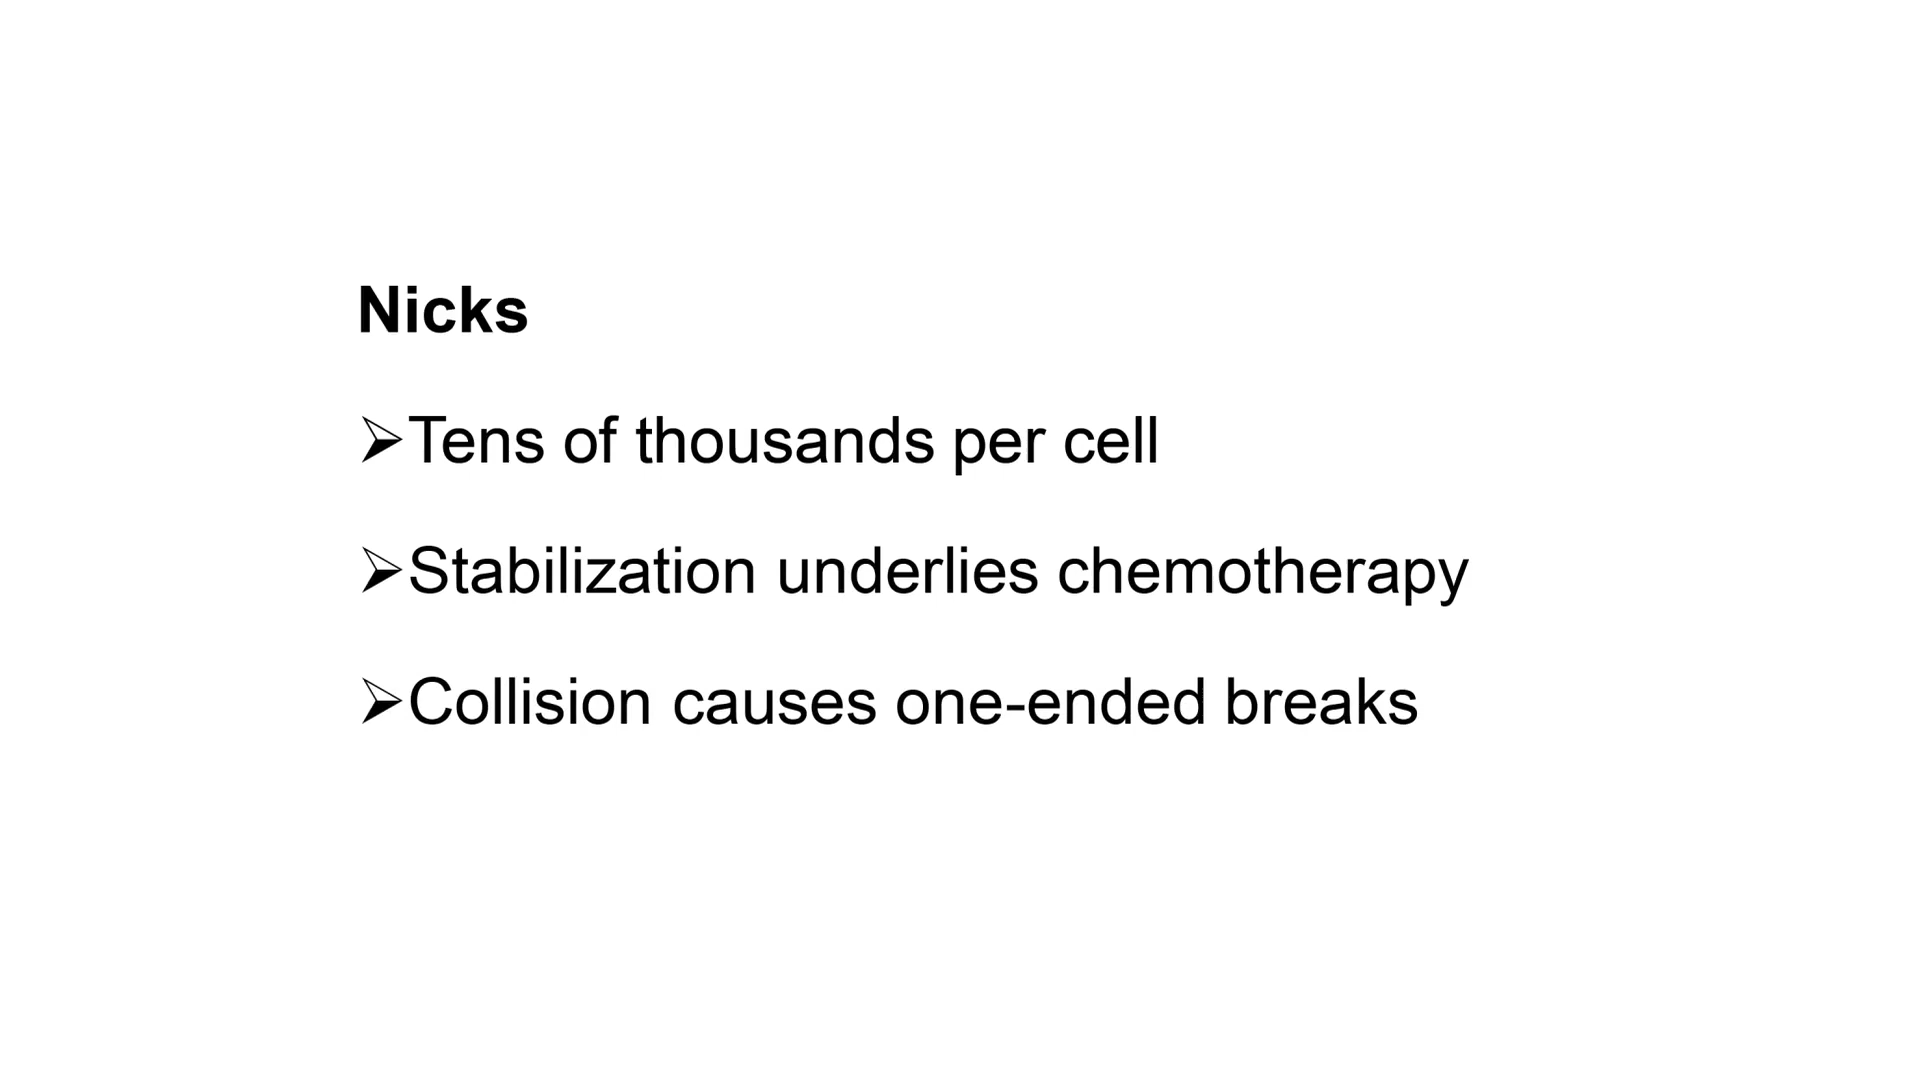 Nicks
➢Tens of thousands per cell
➢Stabilization underlies chemotherapy
➢Collision causes one-ended breaks